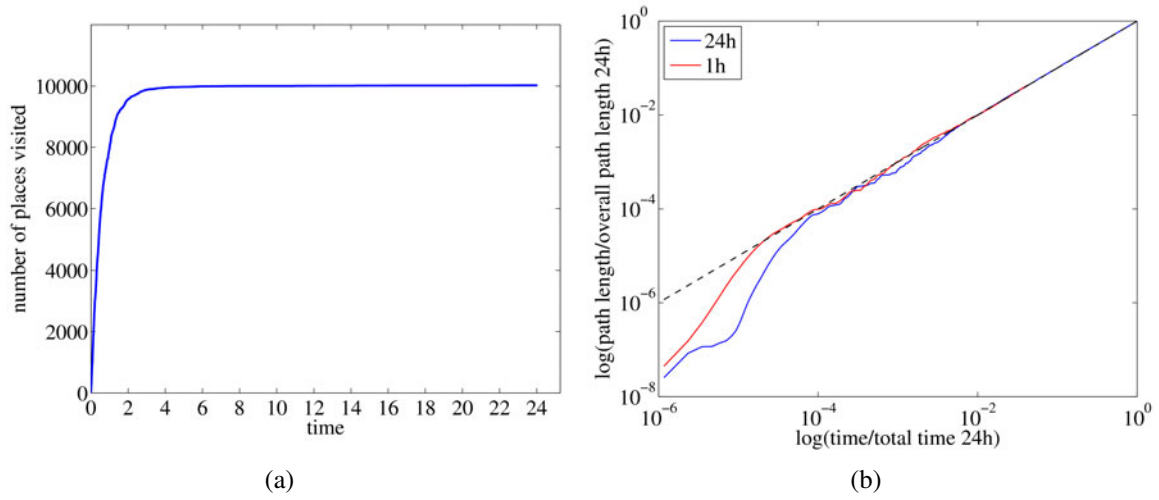 10000
8000
6000
4000
2000
0
number of places visited
0 2 4 6 8 10 12 14 16 18 20 22 24
time
(a)
24h
1h
10^0
10^-2
10^-4
10^-6
10^-8
log(path length/overall path length 24h)
10^-6 10^-4 10^-2 10^0
log(time/total time 24h)
(b)